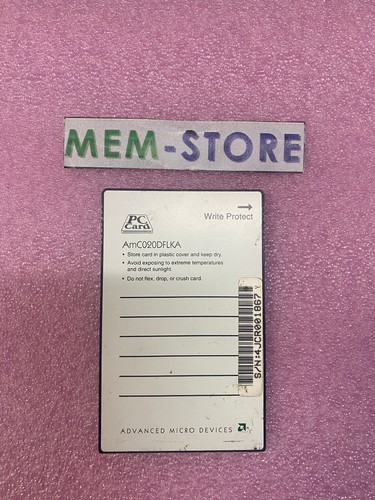 MEM-STORE
PC
Card
→
Write Protect
AmC020DFLKA
• Store card in plastic cover and keep dry.
• Avoid exposing to extreme temperatures
and direct sunlight.
• Do not flex, drop, or crush card.
S/N:4JCR001867 Y
ADVANCED MICRO DEVICES